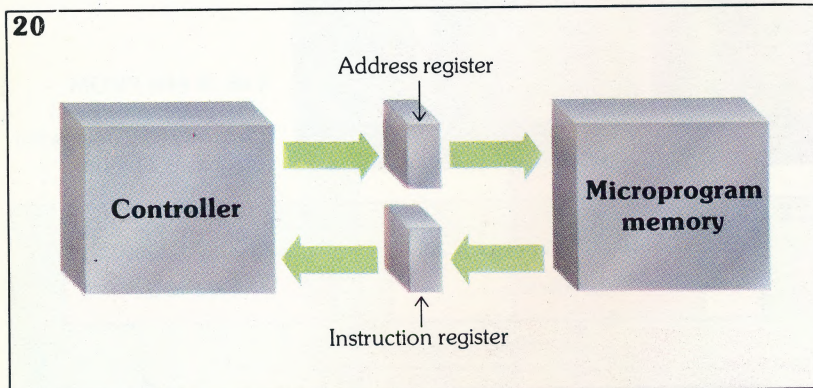 20
Address register
Controller
Microprogram
memory
Instruction register